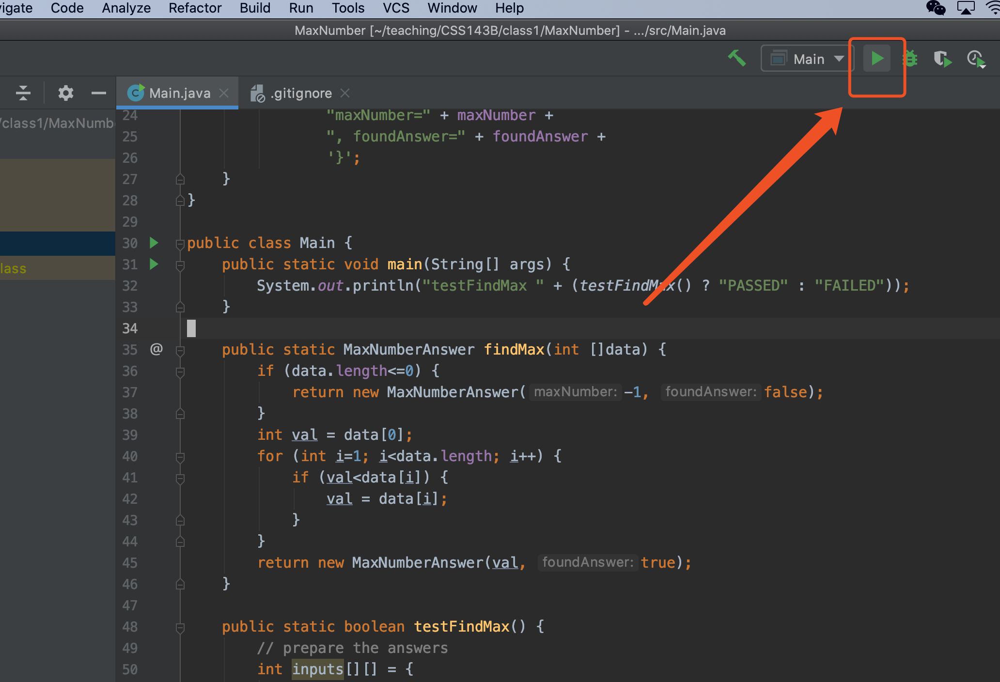 Code Analyze Refactor Build Run Tools VCS Window Help
MaxNumber [~/teaching/CSS143B/class1/MaxNumber] - .../src/Main.java
Main
Main.java .gitignore
/class1/MaxNumb
lass
24 "maxNumber=" + maxNumber +
25 ", foundAnswer=" + foundAnswer +
26 '}';
27 }
28 }
29
30 public class Main {
31 public static void main(String[] args) {
32 System.out.println("testFindMax " + (testFindMax() ? "PASSED" : "FAILED"));
33 }
34
35 @ public static MaxNumberAnswer findMax(int []data) {
36 if (data.length<=0) {
37 return new MaxNumberAnswer( maxNumber: -1, foundAnswer: false);
38 }
39 int val = data[0];
40 for (int i=1; i<data.length; i++) {
41 if (val<data[i]) {
42 val = data[i];
43 }
44 }
45 return new MaxNumberAnswer(val, foundAnswer: true);
46 }
47
48 public static boolean testFindMax() {
49 // prepare the answers
50 int inputs[][] = {